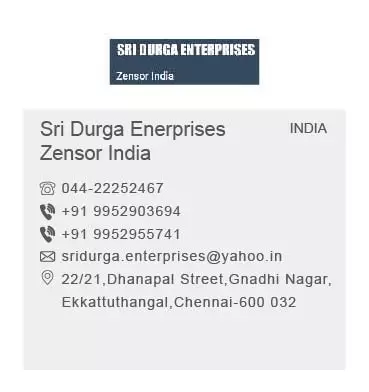 SRI DURGA ENTERPRISES
Zensor India
Sri Durga Enerprises
INDIA
Zensor India
044-22252467
+91 9952903694
+91 9952955741
sridurga.enterprises@yahoo.in
22/21,Dhanapal Street,Gnadhi Nagar,
Ekkattuthangal,Chennai-600 032